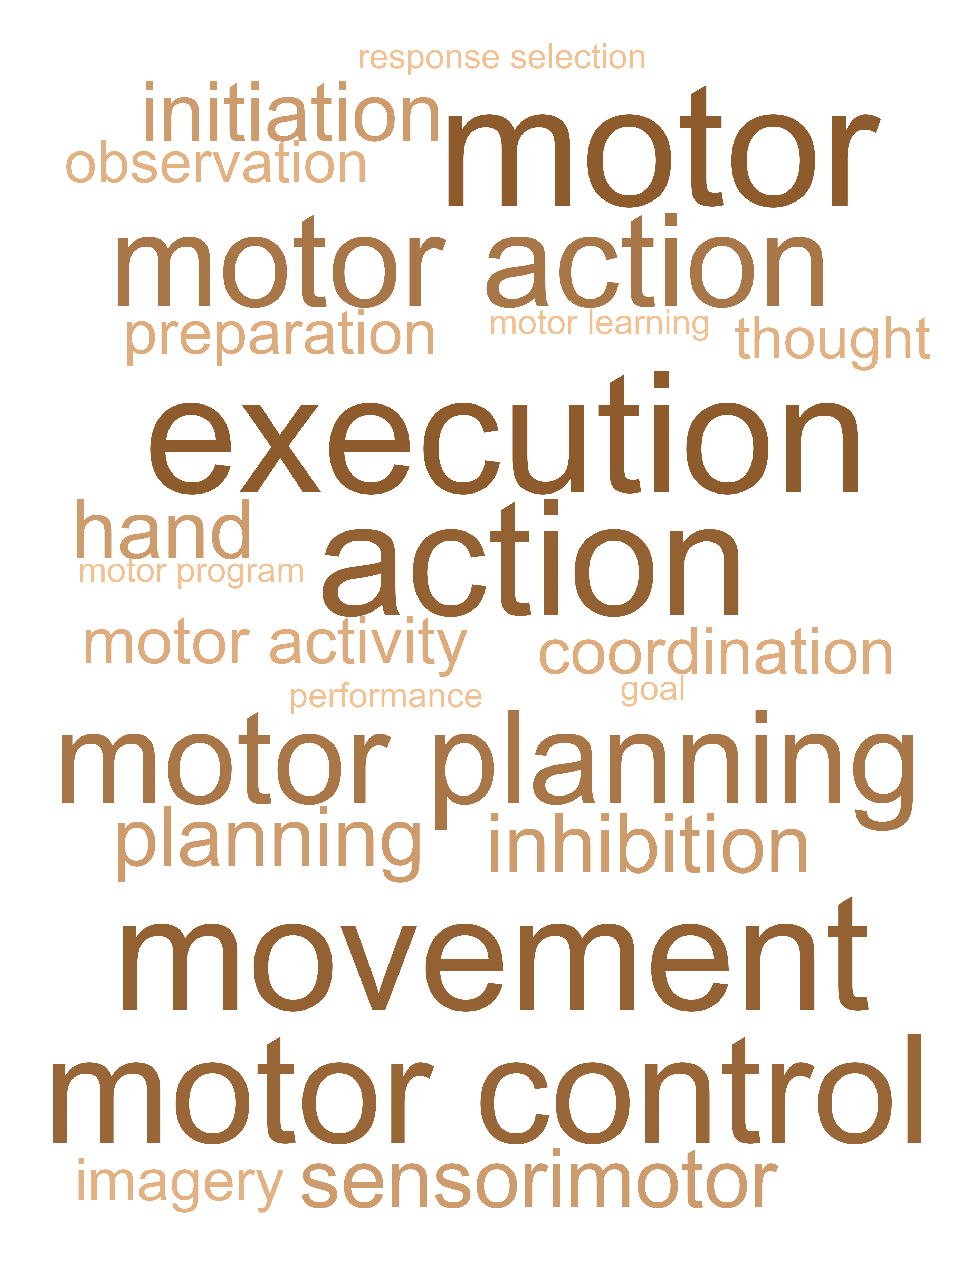 response selection
initiation motor
observation
motor action
preparation motor learning thought
execution
hand action
motor program
motor activity coordination
performance goal
motor planning
planning inhibition
movement
motor control
imagery sensorimotor